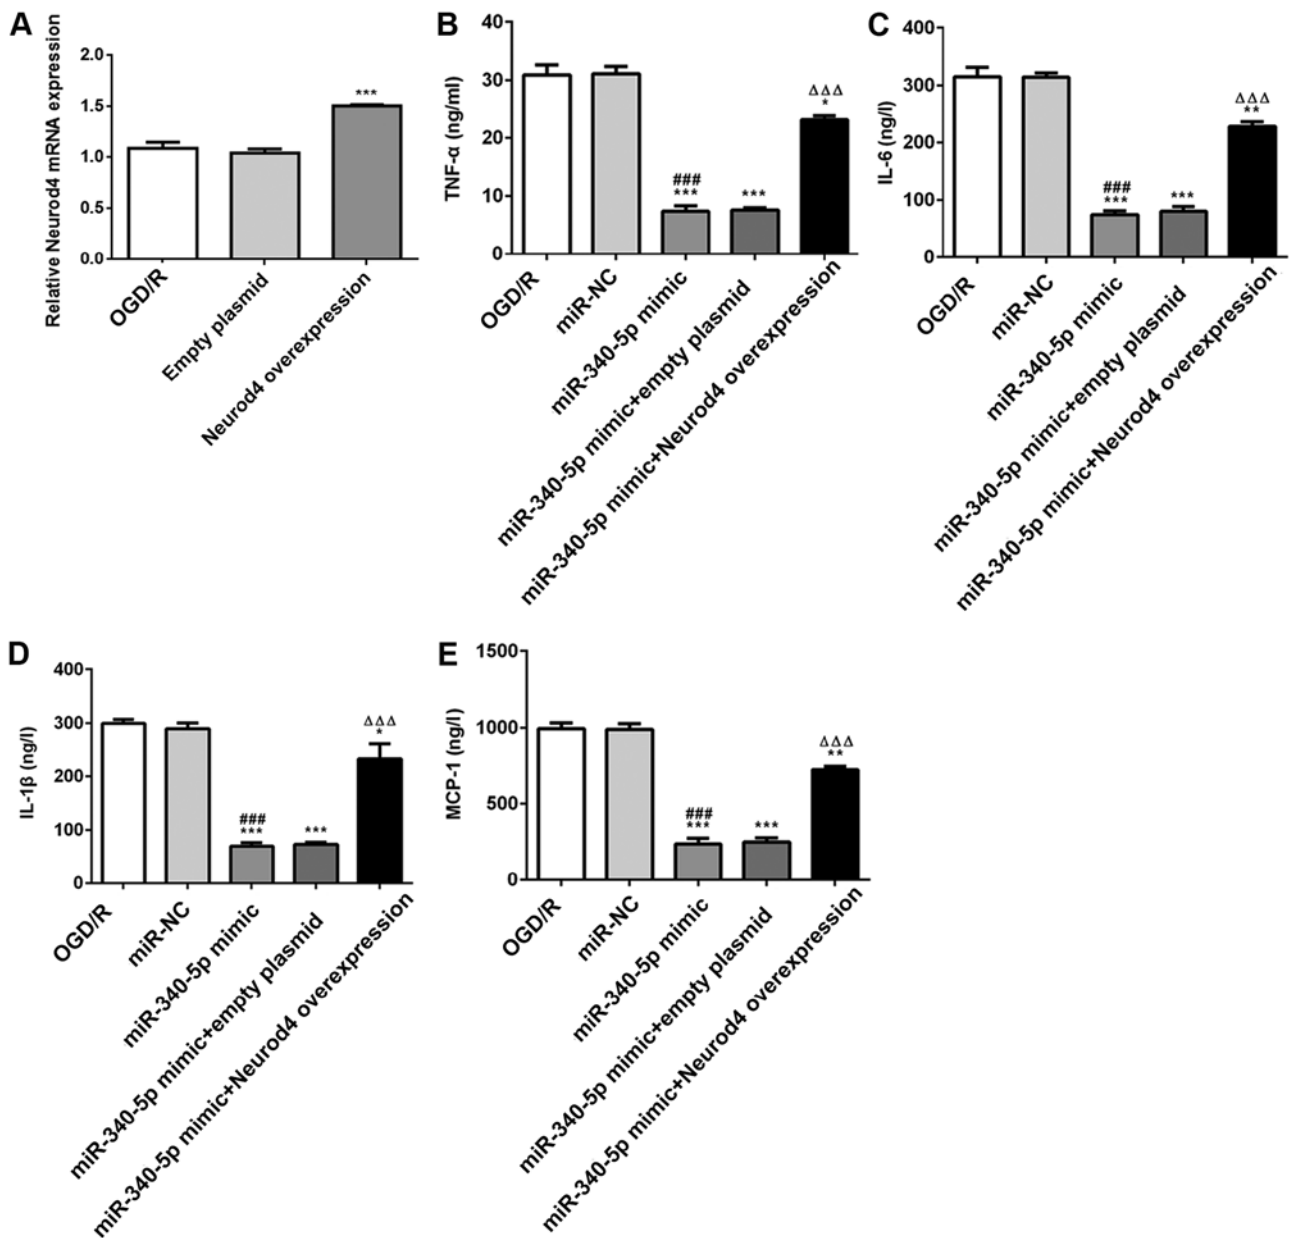 A
Relative Neurod4 mRNA expression
2.0
1.5
1.0
0.5
0.0
***
OGD/R
Empty plasmid
Neurod4 overexpression
B
TNF-α (ng/ml)
40
30
20
10
0
###
***
***
ΔΔΔ
*
OGD/R
miR-NC
miR-340-5p mimic
miR-340-5p mimic+empty plasmid
miR-340-5p mimic+Neurod4 overexpression
C
IL-6 (ng/l)
400
300
200
100
0
###
***
***
ΔΔΔ
**
OGD/R
miR-NC
miR-340-5p mimic
miR-340-5p mimic+empty plasmid
miR-340-5p mimic+Neurod4 overexpression
D
IL-1β (ng/l)
400
300
200
100
0
###
***
***
ΔΔΔ
*
OGD/R
miR-NC
miR-340-5p mimic
miR-340-5p mimic+empty plasmid
miR-340-5p mimic+Neurod4 overexpression
E
MCP-1 (ng/l)
1500
1000
500
0
###
***
***
ΔΔΔ
**
OGD/R
miR-NC
miR-340-5p mimic
miR-340-5p mimic+empty plasmid
miR-340-5p mimic+Neurod4 overexpression